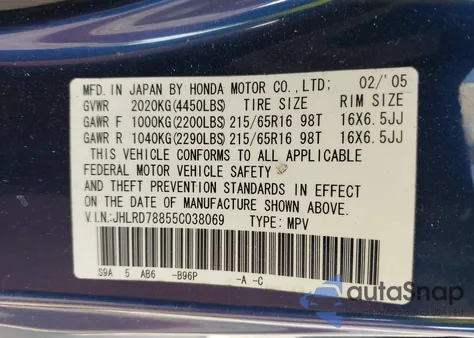 MFD. IN JAPAN BY HONDA MOTOR CO., LTD: 02/'05
GVWR 2020KG(4450LBS) TIRE SIZE RIM SIZE
GAWR F 1000KG(2200LBS) 215/65R16 98T 16X6.5JJ
GAWR R 1040KG(2290LBS) 215/65R16 98T 16X6.5JJ
THIS VEHICLE CONFORMS TO ALL APPLICABLE
FEDERAL MOTOR VEHICLE SAFETY
AND THEFT PREVENTION STANDARDS IN EFFECT
ON THE DATE OF MANUFACTURE SHOWN ABOVE.
V.I.N.:JHLRD78855C038069 TYPE: MPV
S9A 5 AB6 -B96P -A -C
autoSnap